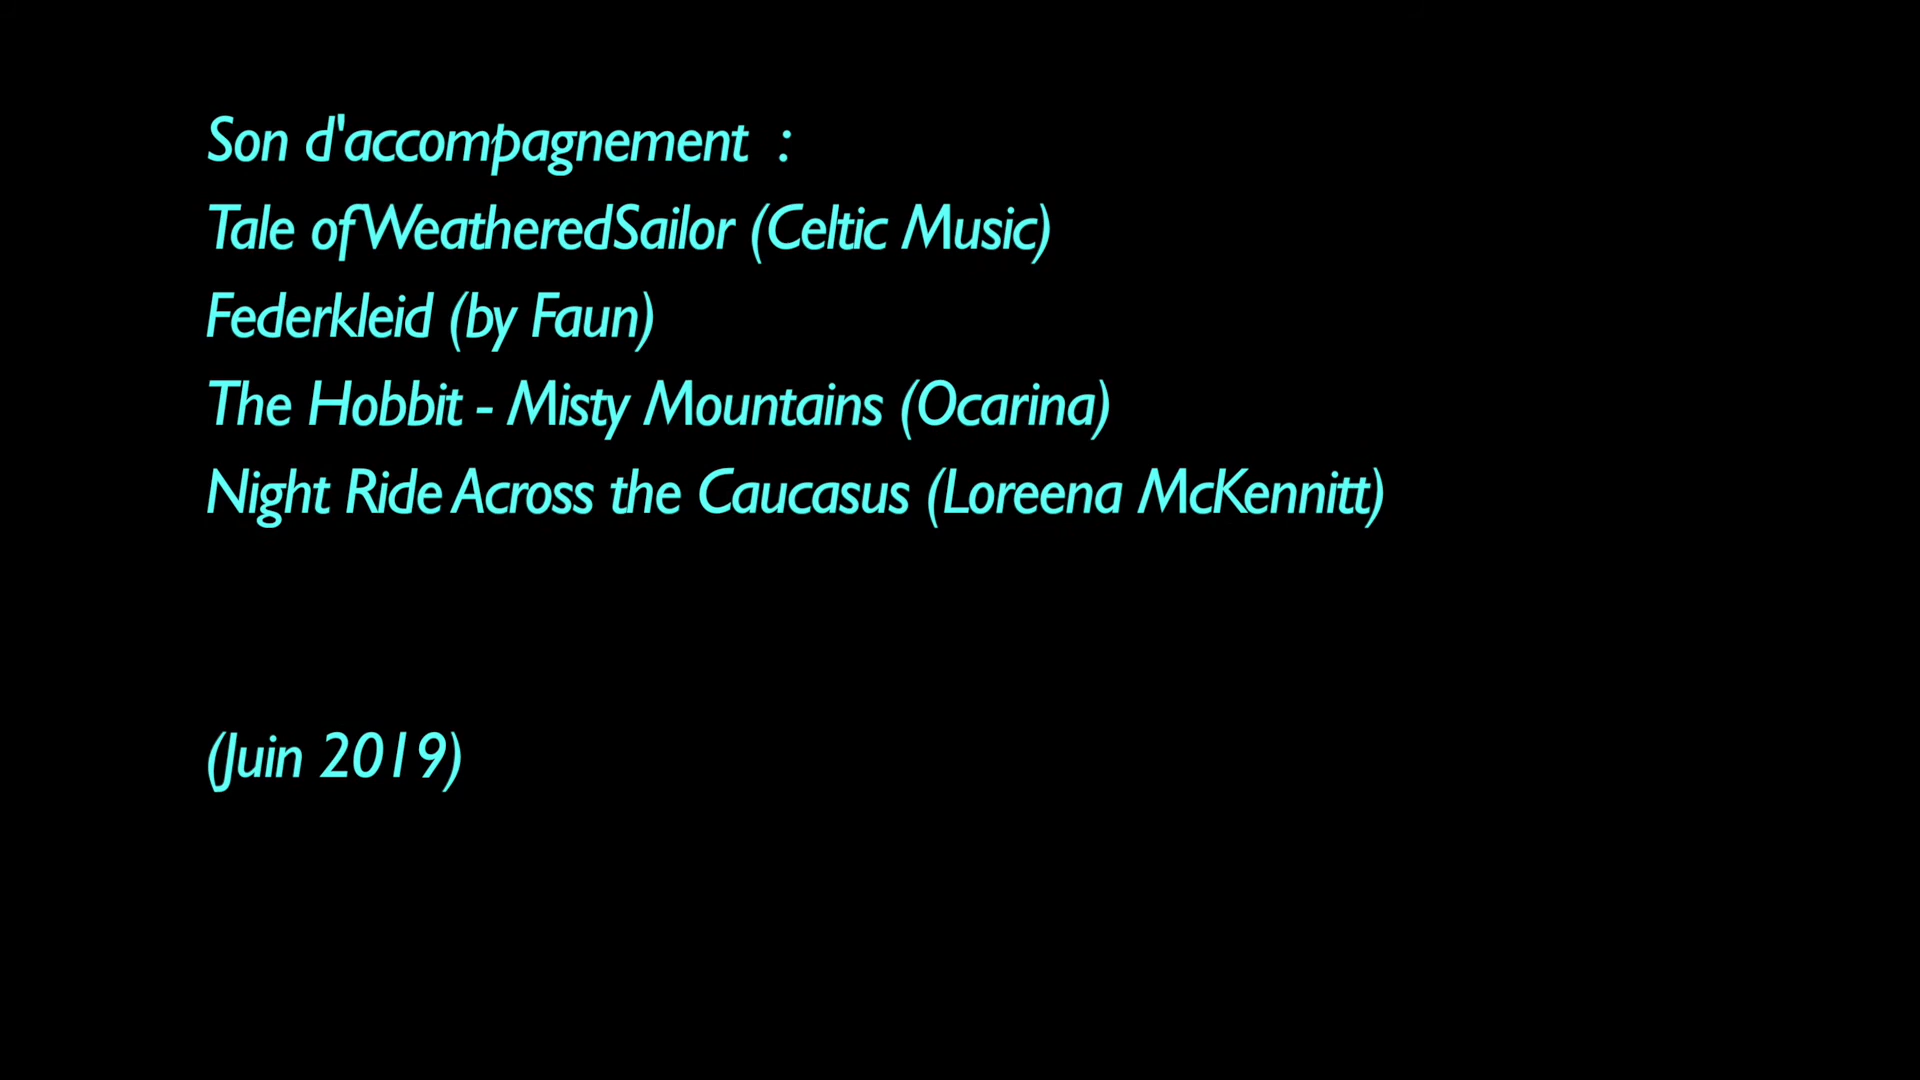 Son d'accompagnement :
Tale of WeatheredSailor (Celtic Music)
Federkleid (by Faun)
The Hobbit - Misty Mountains (Ocarina)
Night Ride Across the Caucasus (Loreena McKennitt)
(Juin 2019)